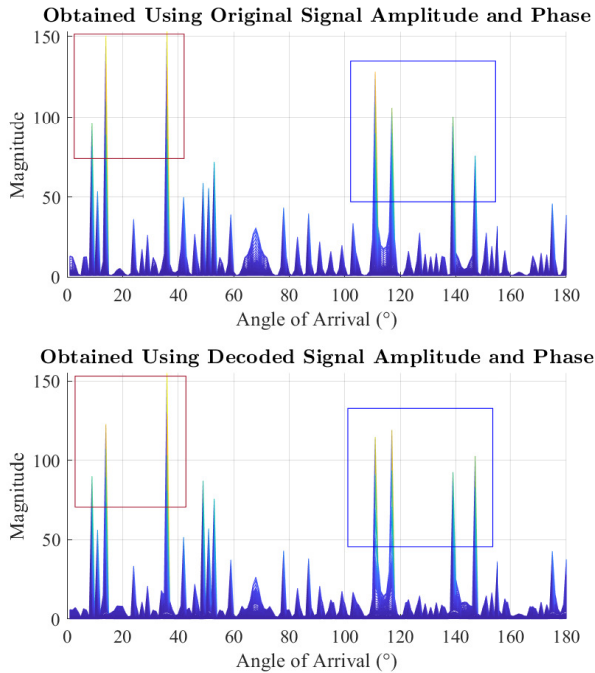 Obtained Using Original Signal Amplitude and Phase
150
100
50
0
Magnitude
0 20 40 60 80 100 120 140 160 180
Angle of Arrival (°)
Obtained Using Decoded Signal Amplitude and Phase
150
100
50
0
Magnitude
0 20 40 60 80 100 120 140 160 180
Angle of Arrival (°)